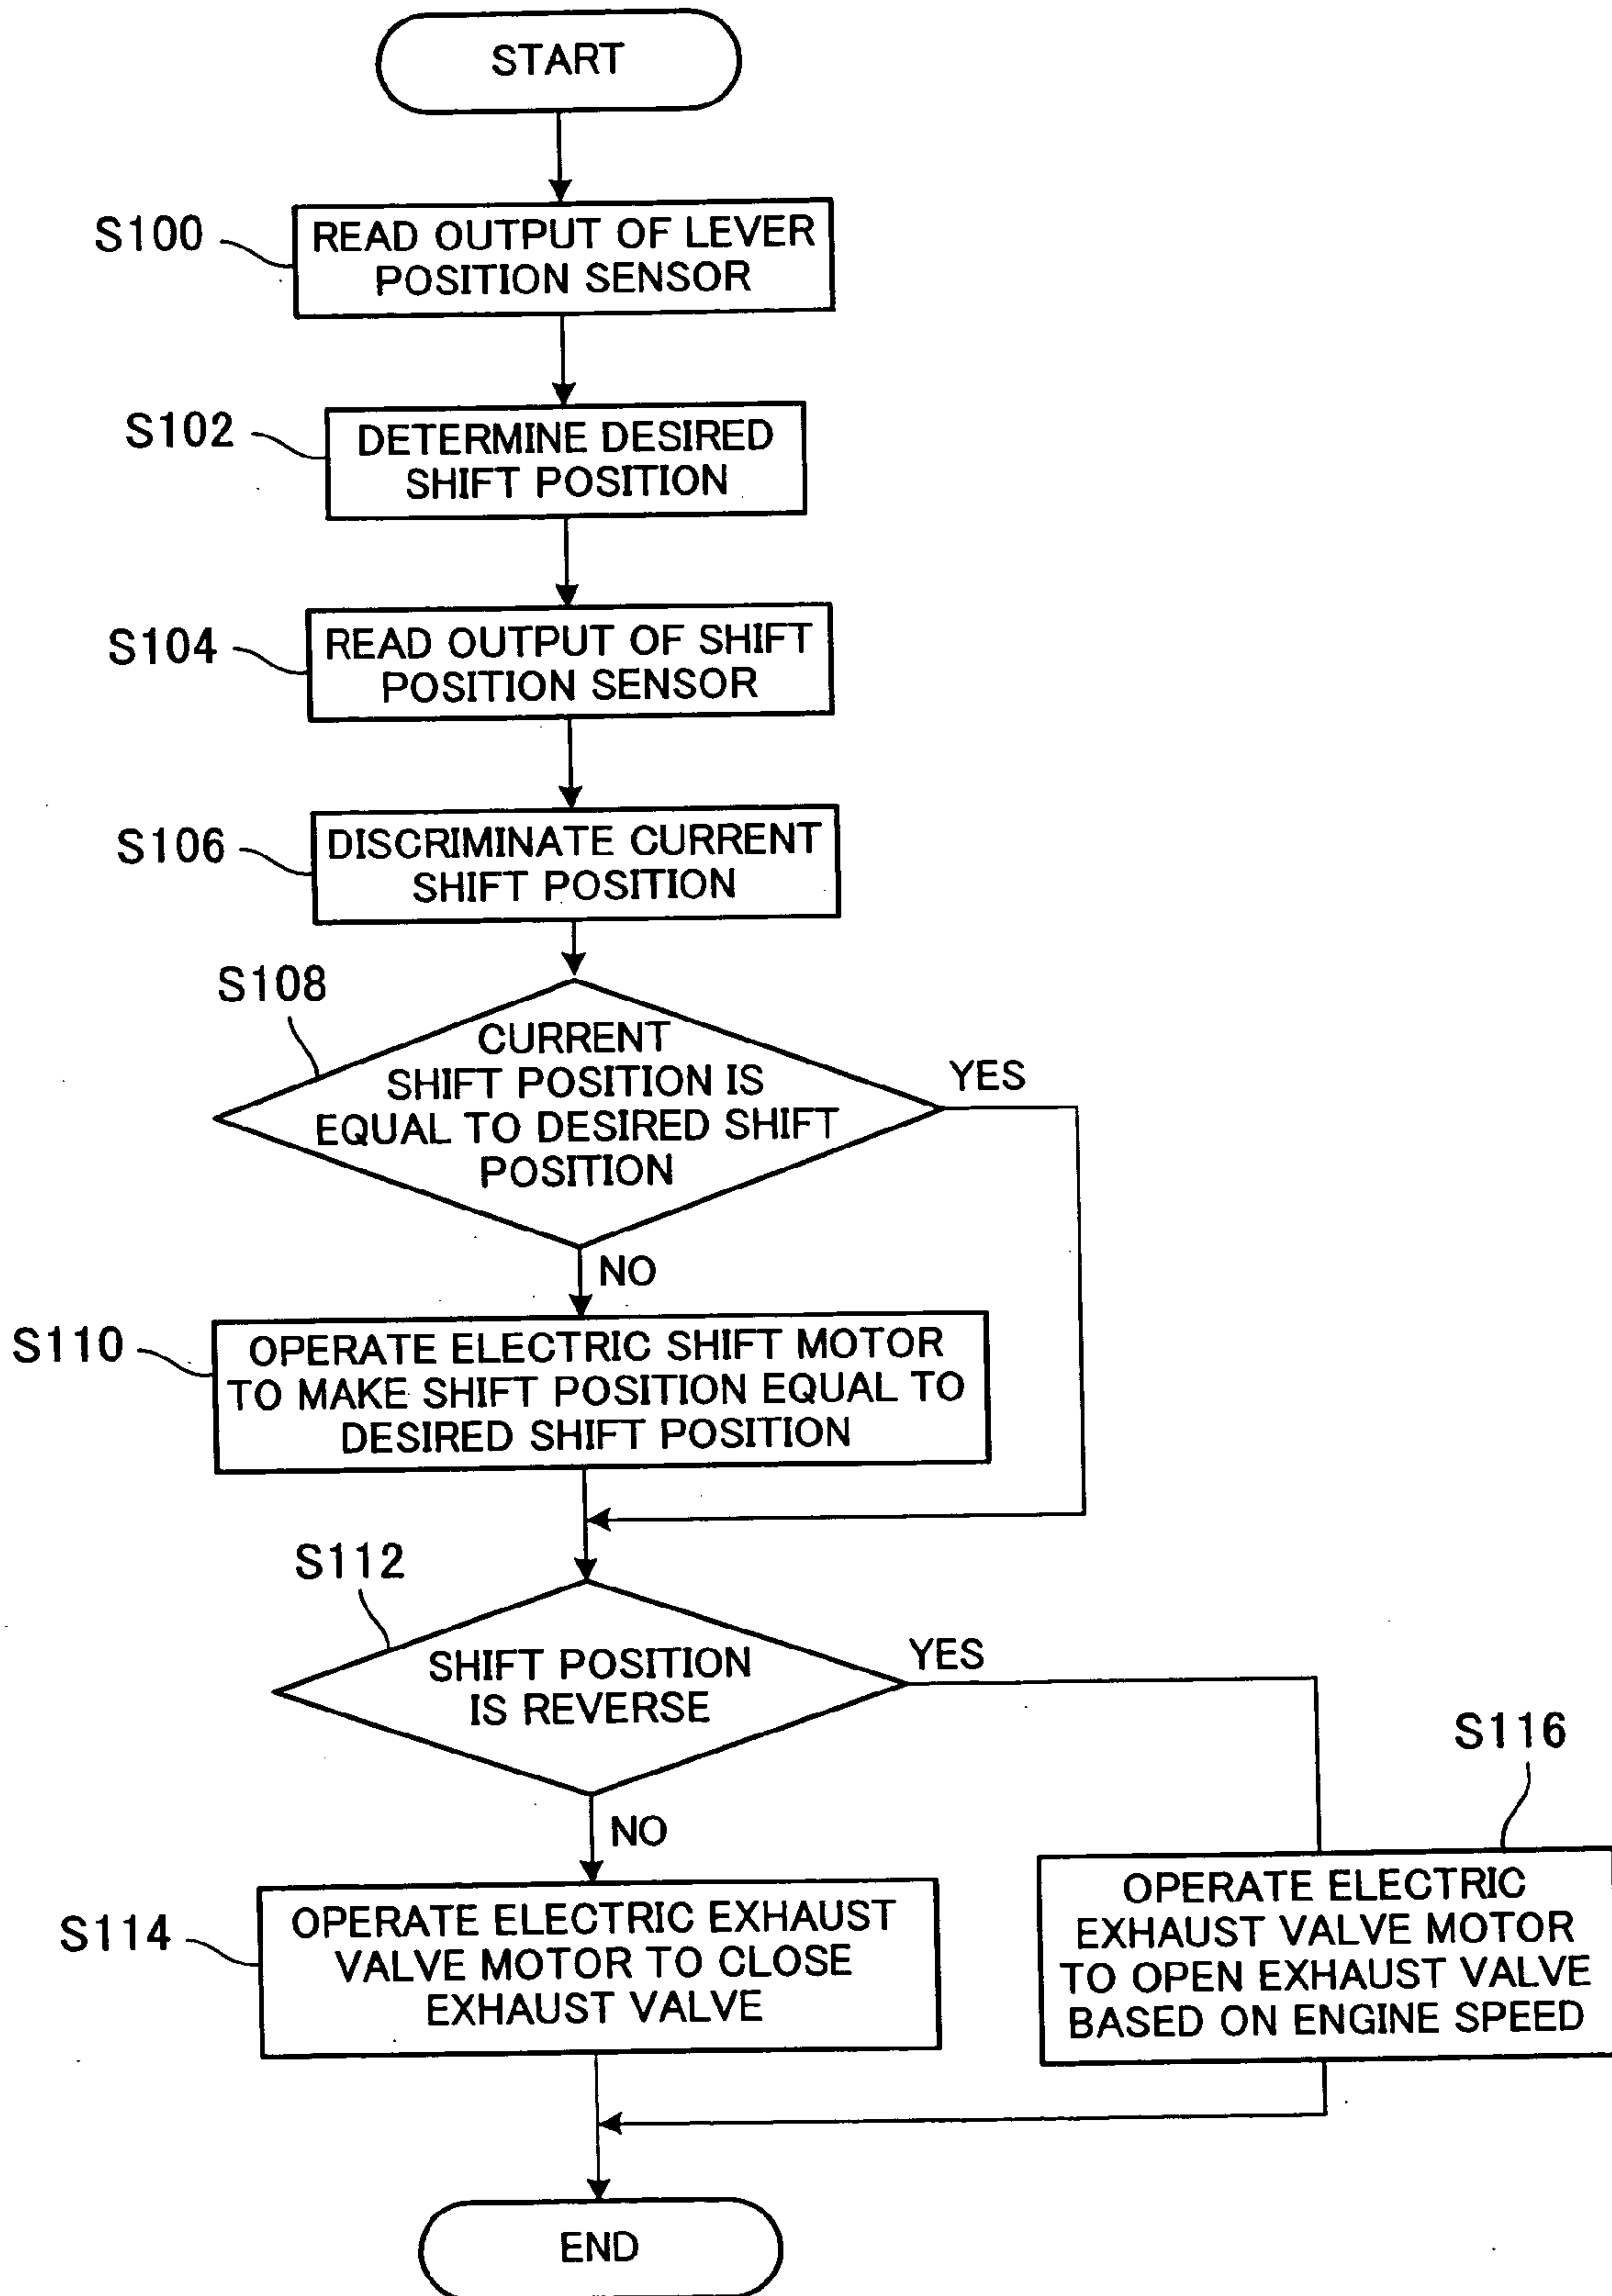 START
S100
READ OUTPUT OF LEVER
POSITION SENSOR
S102
DETERMINE DESIRED
SHIFT POSITION
S104
READ OUTPUT OF SHIFT
POSITION SENSOR
S106
DISCRIMINATE CURRENT
SHIFT POSITION
S108
CURRENT
SHIFT POSITION IS
EQUAL TO DESIRED SHIFT
POSITION
YES
NO
S110
OPERATE ELECTRIC SHIFT MOTOR
TO MAKE SHIFT POSITION EQUAL TO
DESIRED SHIFT POSITION
S112
SHIFT POSITION
IS REVERSE
YES
NO
S114
OPERATE ELECTRIC EXHAUST
VALVE MOTOR TO CLOSE
EXHAUST VALVE
S116
OPERATE ELECTRIC
EXHAUST VALVE MOTOR
TO OPEN EXHAUST VALVE
BASED ON ENGINE SPEED
END